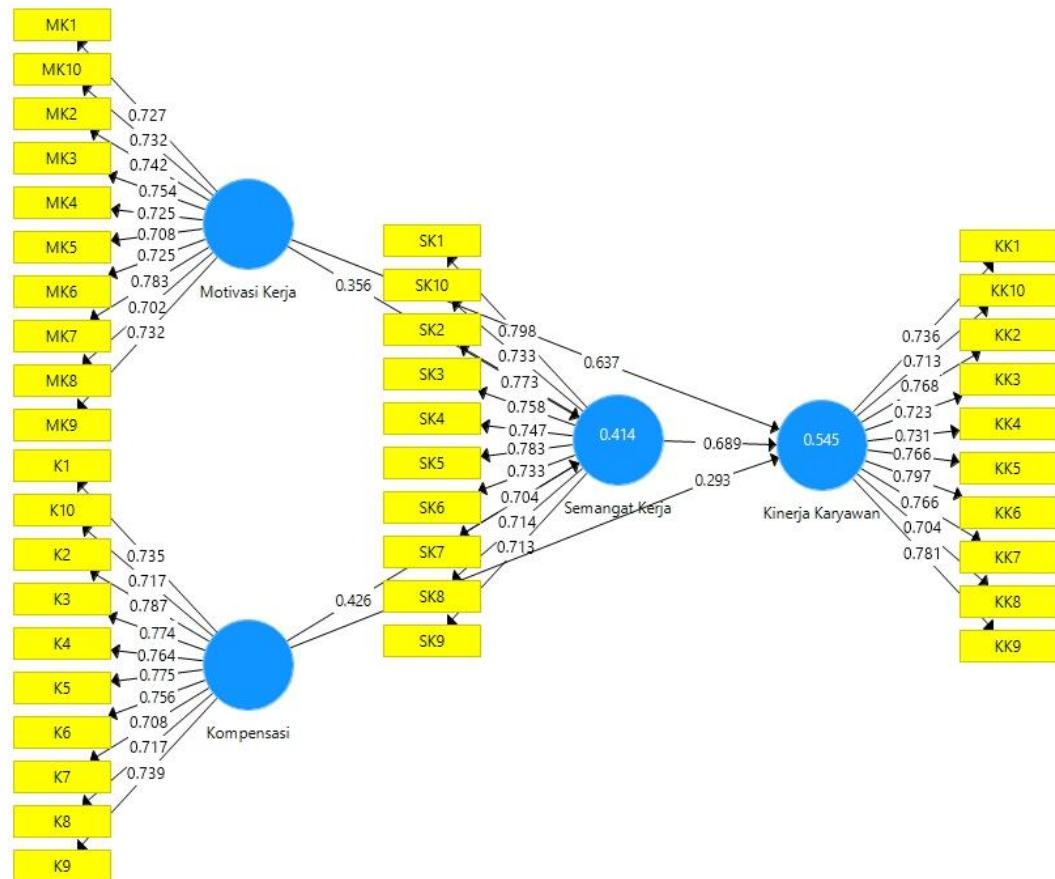 MK1
MK10
MK2
MK3
MK4
MK5
MK6
MK7
MK8
MK9
0.727
0.732
0.742
0.754
0.725
0.708
0.725
0.783
0.702
0.732
Motivasi Kerja
K1
K10
K2
K3
K4
K5
K6
K7
K8
K9
0.735
0.717
0.787
0.774
0.764
0.775
0.756
0.708
0.717
0.739
Kompensasi
0.356
0.426
SK1
SK10
SK2
SK3
SK4
SK5
SK6
SK7
SK8
SK9
0.798
0.733
0.773
0.758
0.747
0.783
0.733
0.704
0.714
0.713
0.414
Semangat Kerja
0.637
0.689
0.293
0.545
Kinerja Karyawan
0.736
0.713
0.768
0.723
0.731
0.766
0.797
0.766
0.704
0.781
KK1
KK10
KK2
KK3
KK4
KK5
KK6
KK7
KK8
KK9